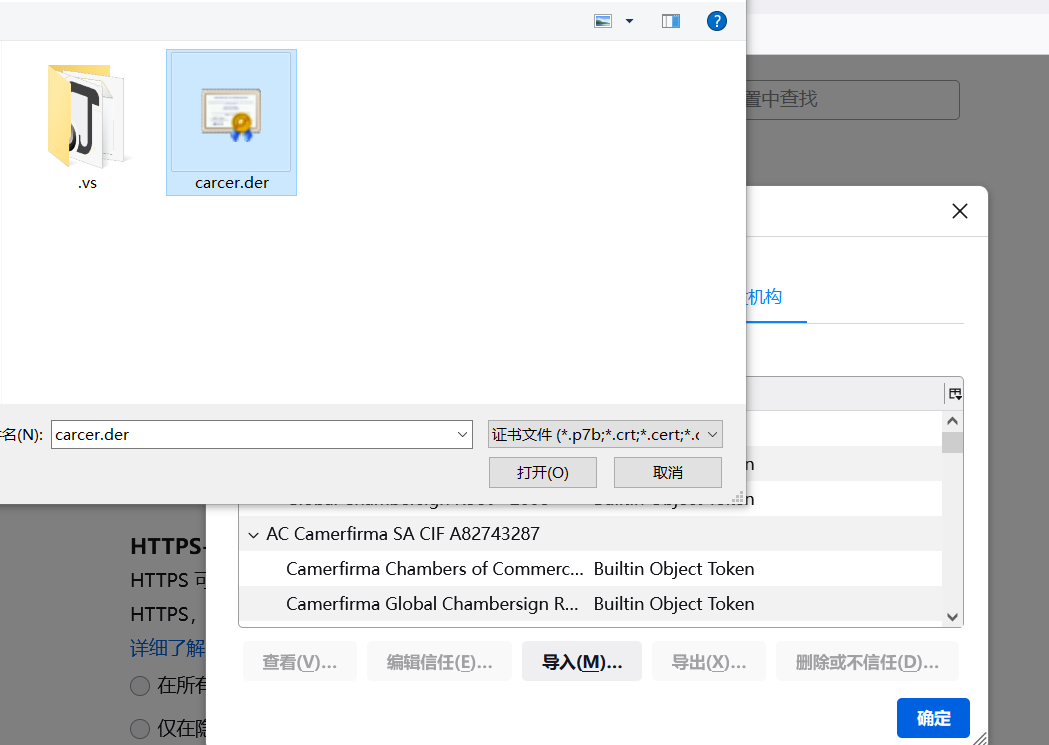 .vs
carcer.der
置中查找
机构
名(N):
carcer.der
证书文件 (*.p7b;*.crt;*.cert;*.c
打开(O)
取消
AC Camerfirma SA CIF A82743287
Camerfirma Chambers of Commerc... Builtin Object Token
Camerfirma Global Chambersign R... Builtin Object Token
HTTPS-
HTTPS 可
HTTPS，
详细了解
在所有
仅在隐
查看(V)...
编辑信任(E)...
导入(M)...
导出(X)...
删除或不信任(D)...
确定